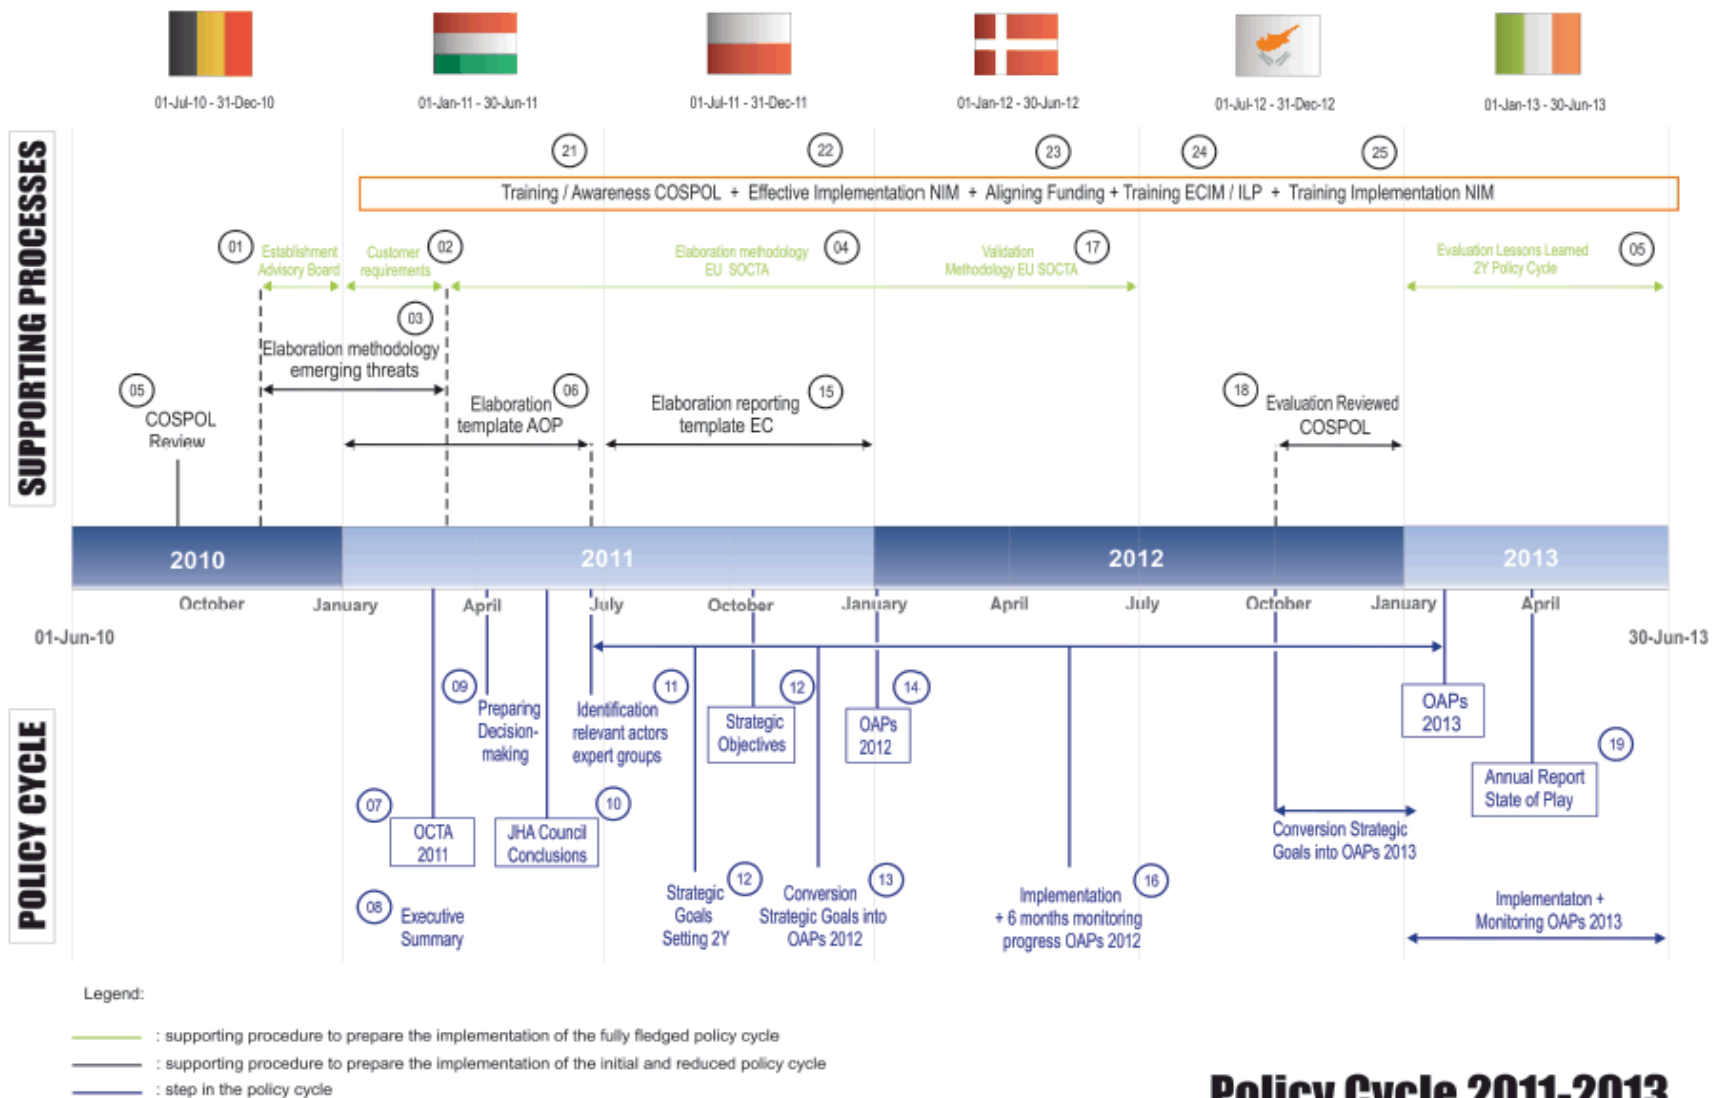 01-Jul-10 - 31-Dec-10
01-Jan-11 - 30-Jun-11
01-Jul-11 - 31-Dec-11
01-Jan-12 - 30-Jun-12
01-Jul-12 - 31-Dec-12
01-Jan-13 - 30-Jun-13
SUPPORTING PROCESSES
21
22
23
24
25
Training / Awareness COSPOL + Effective Implementation NIM + Aligning Funding + Training ECIM / ILP + Training Implementation NIM
01
Establishment
Advisory Board
Customer
requirements
02
Elaboration methodology
EU SOCTA
04
Validation
Methodology EU SOCTA
17
Evaluation Lessons Learned
2Y Policy Cycle
05
03
Elaboration methodology
emerging threats
05
COSPOL
Review
06
Elaboration
template AOP
Elaboration reporting
template EC
15
18
Evaluation Reviewed
COSPOL
2010
2011
2012
2013
October
January
April
July
October
January
April
July
October
January
April
01-Jun-10
30-Jun-13
POLICY CYCLE
09
Preparing
Decision-
making
Identification
relevant actors
expert groups
11
Strategic
Objectives
12
14
OAPs
2012
OAPs
2013
19
Annual Report
State of Play
07
OCTA
2011
10
JHA Council
Conclusions
Conversion Strategic
Goals into OAPs 2013
08
Executive
Summary
Strategic
Goals
Setting 2Y
12
Conversion
Strategic Goals into
OAPs 2012
13
Implementation
+ 6 months monitoring
progress OAPs 2012
16
Implementaton +
Monitoring OAPs 2013
Legend:
: supporting procedure to prepare the implementation of the fully fledged policy cycle
: supporting procedure to prepare the implementation of the initial and reduced policy cycle
: step in the policy cycle
Policy Cycle 2011-2013